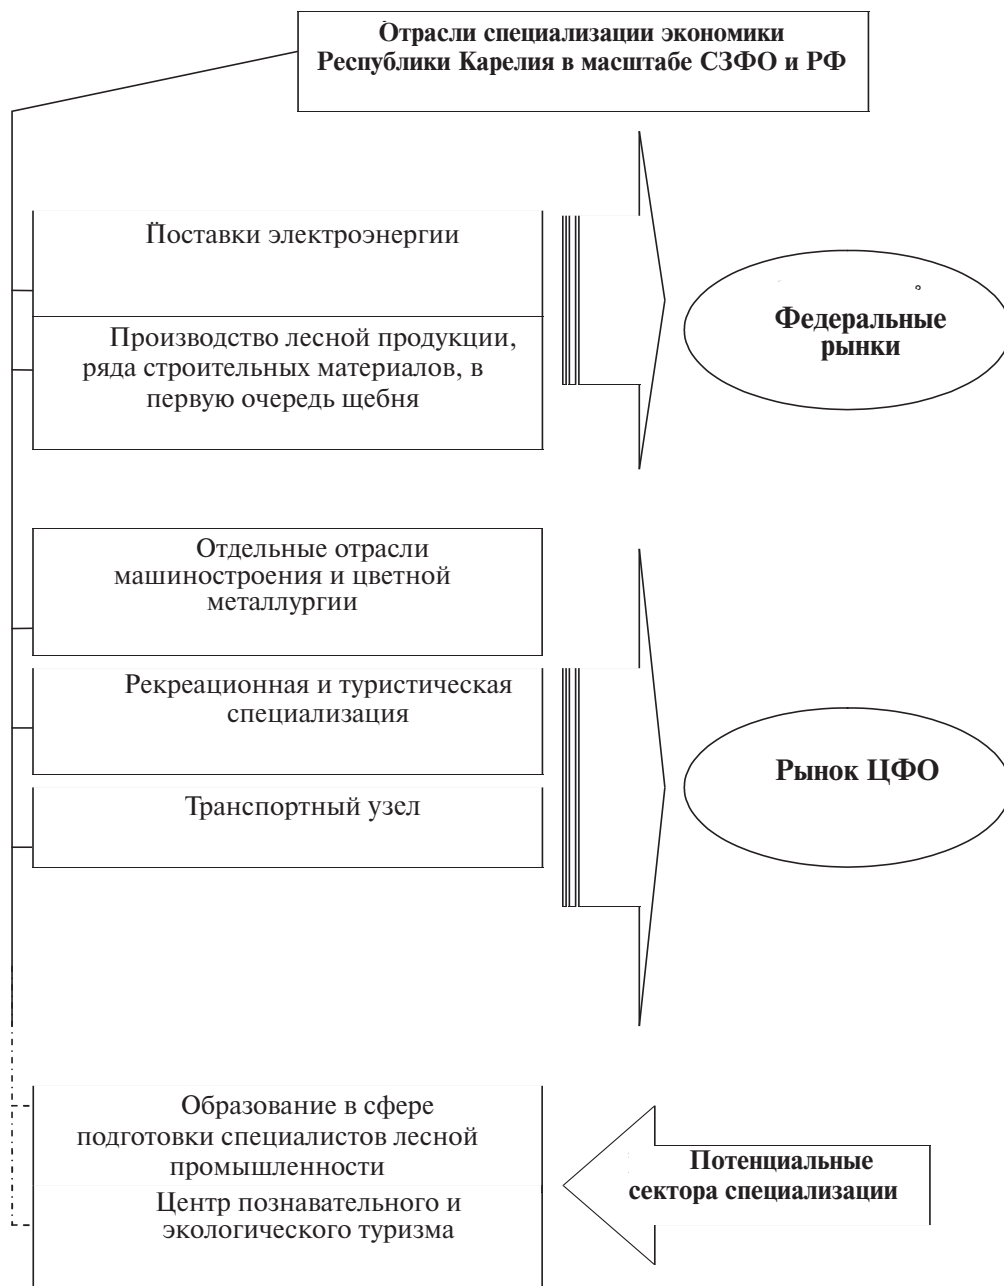 Отрасли специализации экономики
Республики Карелия в масштабе СЗФО и РФ
Поставки электроэнергии
Производство лесной продукции,
ряда строительных материалов, в
первую очередь щебня
Федеральные
рынки
Отдельные отрасли
машиностроения и цветной
металлургии
Рекреационная и туристическая
специализация
Транспортный узел
Рынок ЦФО
Образование в сфере
подготовки специалистов лесной
промышленности
Центр познавательного и
экологического туризма
Потенциальные
сектора специализации